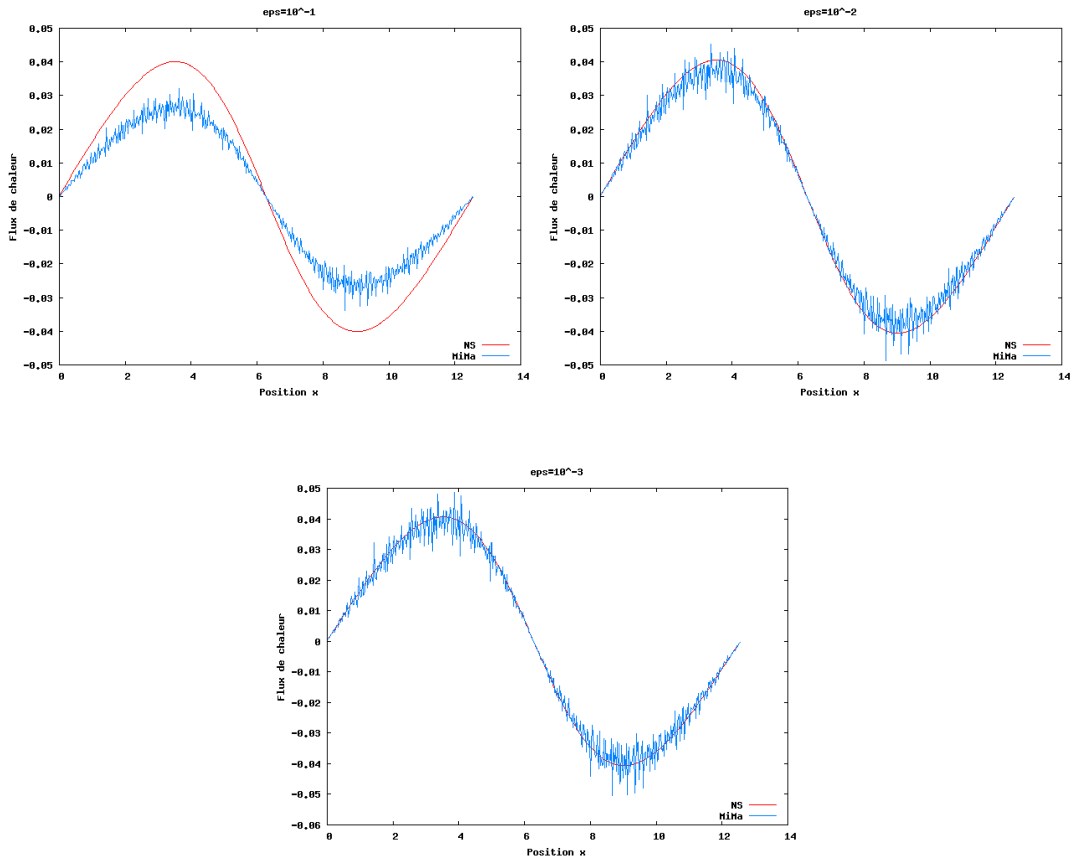 eps=10^-1
0.05
0.04
0.03
0.02
0.01
0
-0.01
-0.02
-0.03
-0.04
-0.05
Flux de chaleur
NS
MiMa
0 2 4 6 8 10 12 14
Position x
eps=10^-2
0.05
0.04
0.03
0.02
0.01
0
-0.01
-0.02
-0.03
-0.04
-0.05
Flux de chaleur
NS
MiMa
0 2 4 6 8 10 12 14
Position x
eps=10^-3
0.05
0.04
0.03
0.02
0.01
0
-0.01
-0.02
-0.03
-0.04
-0.05
-0.06
Flux de chaleur
NS
MiMa
0 2 4 6 8 10 12 14
Position x